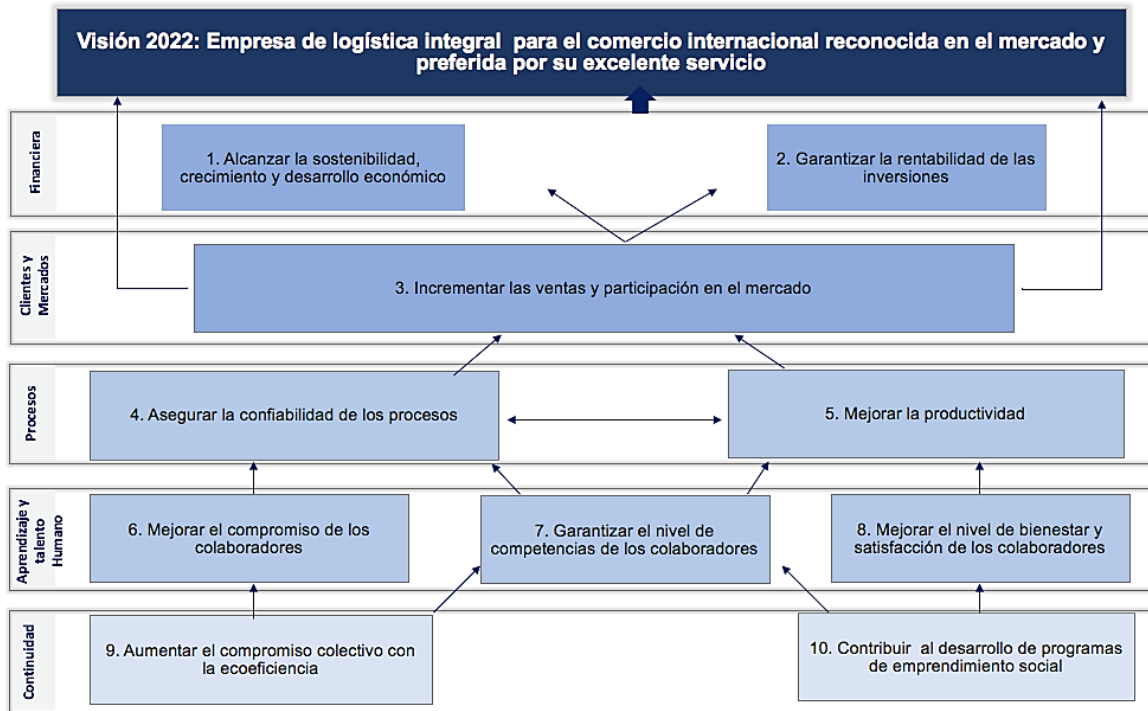 Visión 2022: Empresa de logística integral para el comercio internacional reconocida en el mercado y
preferida por su excelente servicio
Financiera
1. Alcanzar la sostenibilidad,
crecimiento y desarrollo económico
2. Garantizar la rentabilidad de las
inversiones
Clientes y
Mercados
3. Incrementar las ventas y participación en el mercado
Procesos
4. Asegurar la confiabilidad de los procesos
5. Mejorar la productividad
Aprendizaje y
talento
Humano
6. Mejorar el compromiso de los
colaboradores
7. Garantizar el nivel de
competencias de los colaboradores
8. Mejorar el nivel de bienestar y
satisfacción de los colaboradores
Continuidad
9. Aumentar el compromiso colectivo con
la ecoeficiencia
10. Contribuir al desarrollo de programas
de emprendimiento social